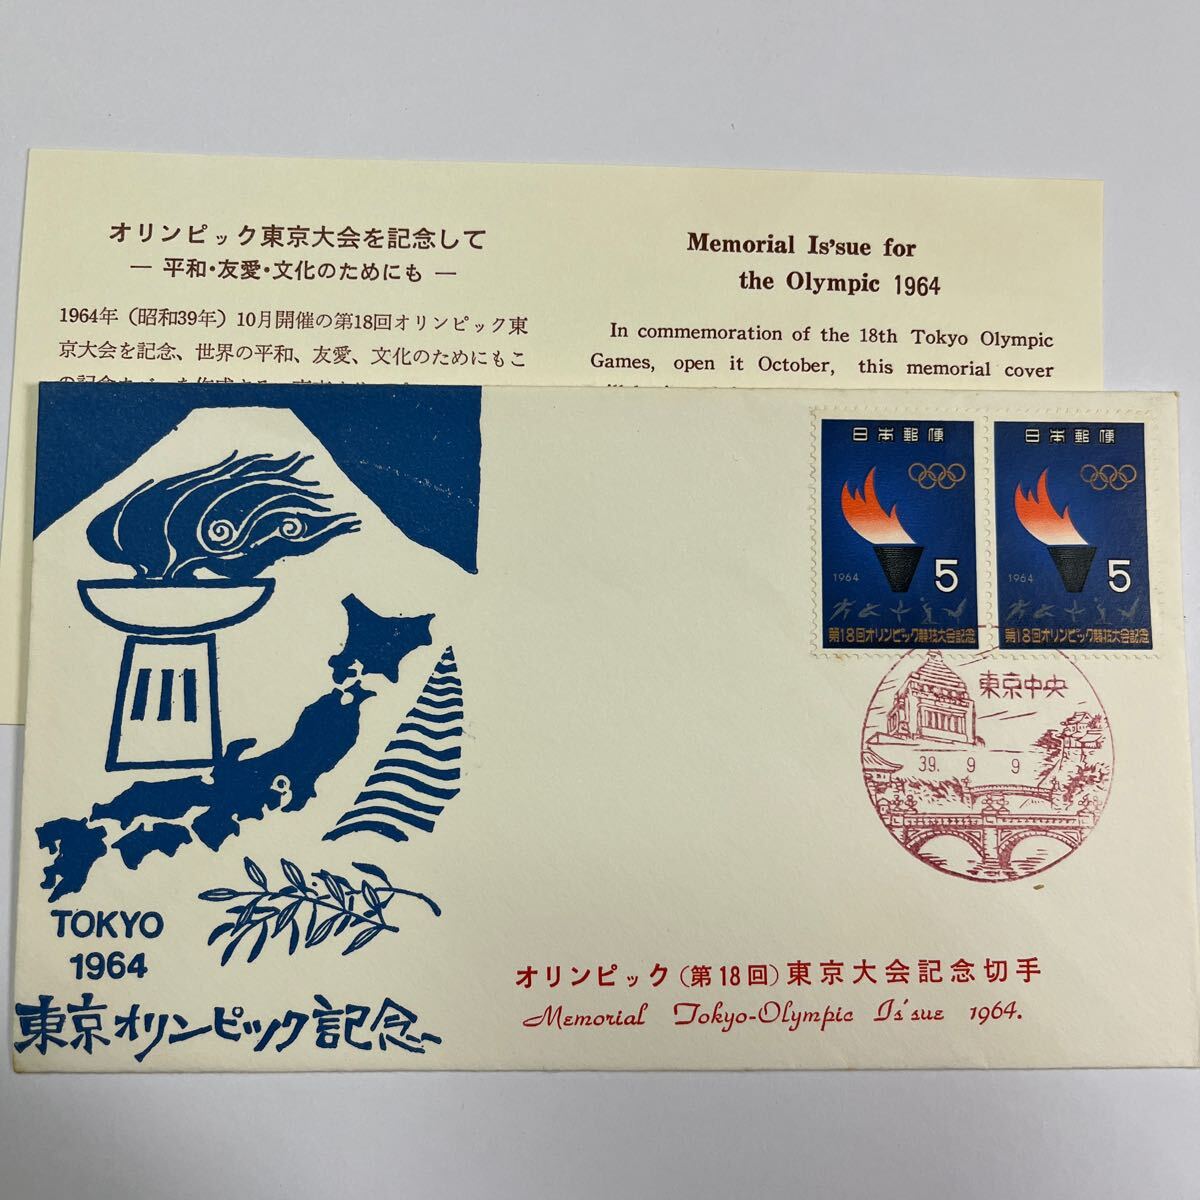 オリンピック東京大会を記念して
— 平和・友愛・文化のためにも —
1964年（昭和39年）10月開催の第18回オリンピック東
京大会を記念、世界の平和、友愛、文化のためにもこ
Memorial Is'sue for
the Olympic 1964
In commemoration of the 18th Tokyo Olympic
Games, open it October, this memorial cover
日本郵便
1964
5
第18回オリンピック競技大会記念
日本郵便
1964
5
第18回オリンピック競技大会記念
東京中央
39. 9 9
TOKYO
1964
東京オリンピック記念
オリンピック（第18回）東京大会記念切手
Memorial Tokyo-Olympic Is'sue 1964.